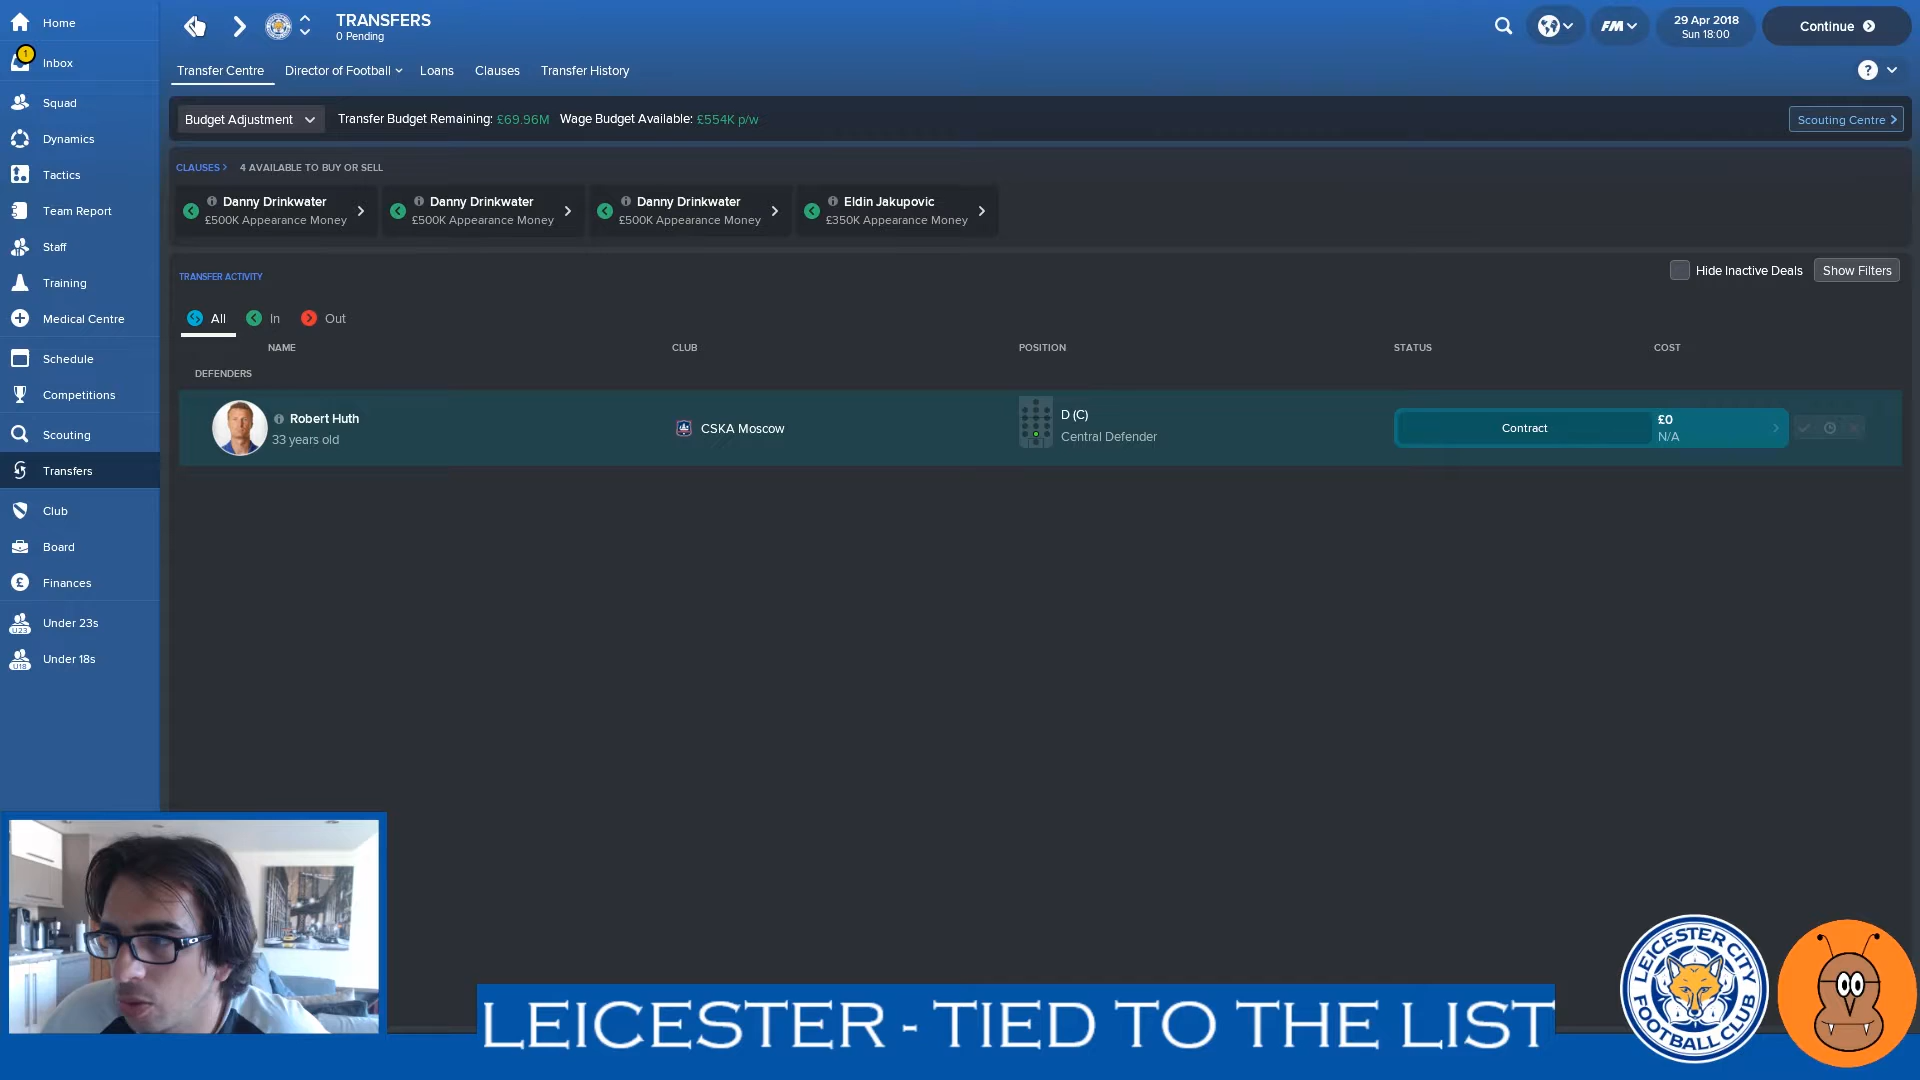 Home
Inbox
1
Squad
Dynamics
Tactics
Team Report
Staff
Training
Medical Centre
Schedule
Competitions
Scouting
Transfers
Club
Board
Finances
Under 23s
U23
Under 18s
U18
TRANSFERS
0 Pending
FM
29 Apr 2018
Sun 18:00
Continue
Transfer Centre
Director of Football
Loans
Clauses
Transfer History
?
Budget Adjustment
Transfer Budget Remaining: £69.96M
Wage Budget Available: £554K p/w
Scouting Centre >
CLAUSES >
4 AVAILABLE TO BUY OR SELL
Danny Drinkwater
£500K Appearance Money
Danny Drinkwater
£500K Appearance Money
Danny Drinkwater
£500K Appearance Money
Eldin Jakupovic
£350K Appearance Money
TRANSFER ACTIVITY
Hide Inactive Deals
Show Filters
All
In
Out
NAME
CLUB
POSITION
STATUS
COST
DEFENDERS
Robert Huth
33 years old
CSKA Moscow
D (C)
Central Defender
Contract
£0
N/A
LEICESTER - TIED TO THE LIST
LEICESTER CITY
FOOTBALL CLUB